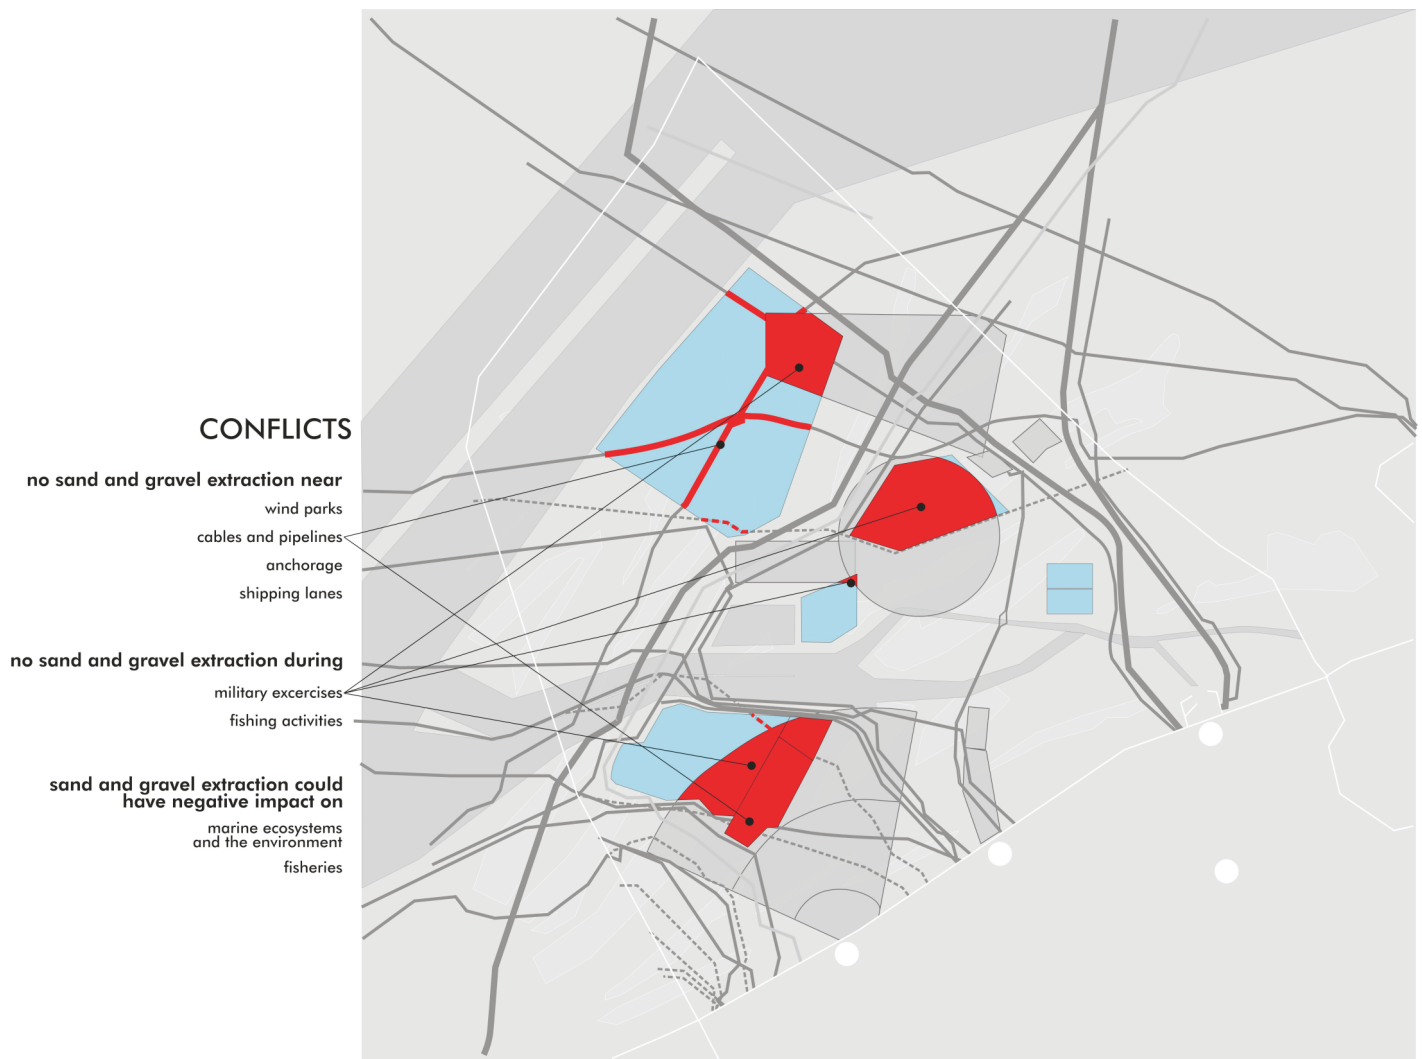 CONFLICTS
no sand and gravel extraction near
wind parks
cables and pipelines
anchorage
shipping lanes
no sand and gravel extraction during
military excercises
fishing activities
sand and gravel extraction could
have negative impact on
marine ecosystems
and the environment
fisheries